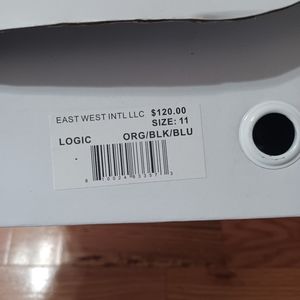 EAST WEST INTL LLC $120.00
SIZE: 11
LOGIC ORG/BLK/BLU